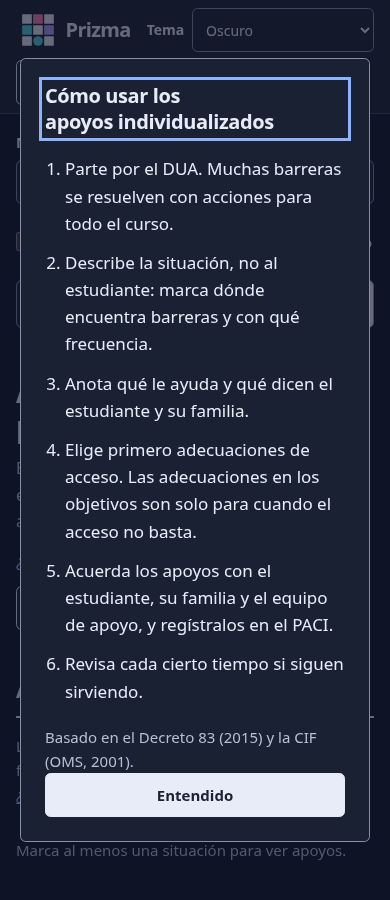 Prizma
Tema
Oscuro
Cómo usar los
apoyos individualizados
1. Parte por el DUA. Muchas barreras
se resuelven con acciones para
todo el curso.
2. Describe la situación, no al
estudiante: marca dónde
encuentra barreras y con qué
frecuencia.
3. Anota qué le ayuda y qué dicen el
estudiante y su familia.
4. Elige primero adecuaciones de
acceso. Las adecuaciones en los
objetivos son solo para cuando el
acceso no basta.
5. Acuerda los apoyos con el
estudiante, su familia y el equipo
de apoyo, y regístralos en el PACI.
6. Revisa cada cierto tiempo si siguen
sirviendo.
Basado en el Decreto 83 (2015) y la CIF
(OMS, 2001).
Entendido
Marca al menos una situación para ver apoyos.